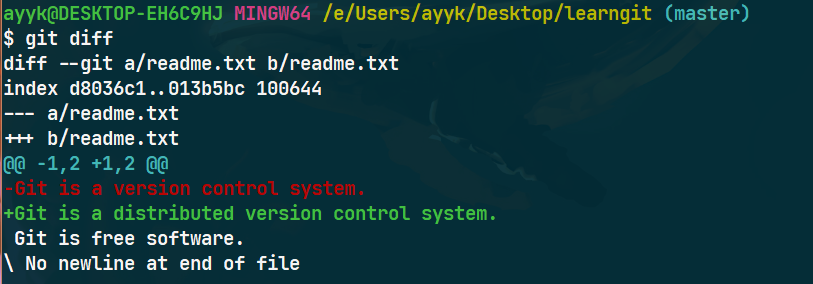 ayyk@DESKTOP-EH6C9HJ MINGW64 /e/Users/ayyk/Desktop/learngit (master)
$ git diff
diff --git a/readme.txt b/readme.txt
index d8036c1..013b5bc 100644
--- a/readme.txt
+++ b/readme.txt
@@ -1,2 +1,2 @@
-Git is a version control system.
+Git is a distributed version control system.
 Git is free software.
\ No newline at end of file